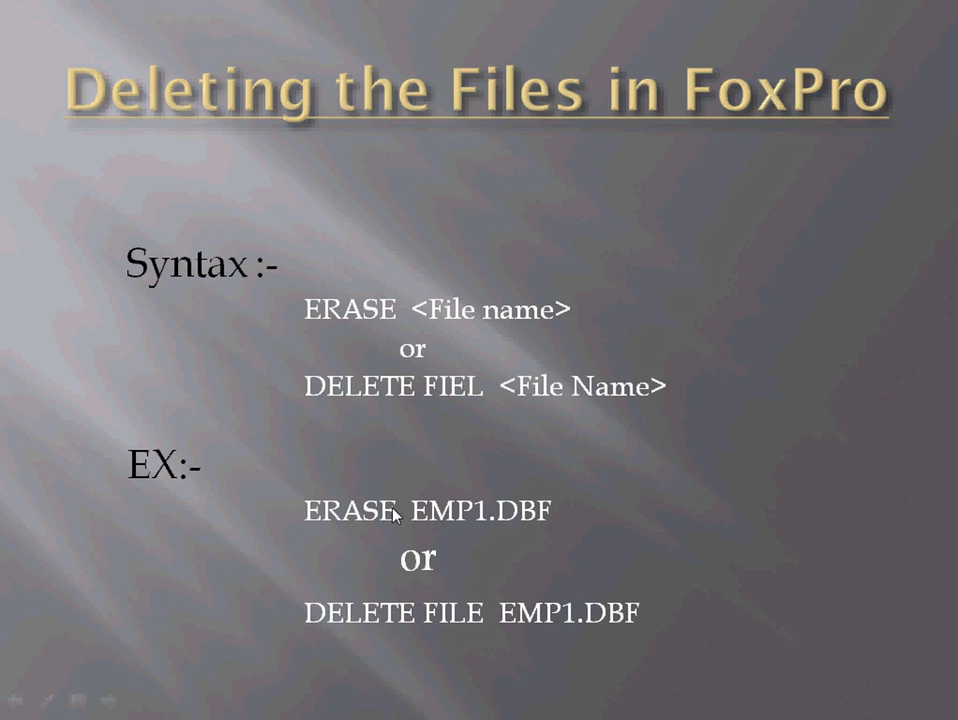 Deleting the Files in FoxPro
Syntax :-
ERASE <File name>
or
DELETE FIEL <File Name>
EX:-
ERASE EMP1.DBF
or
DELETE FILE EMP1.DBF